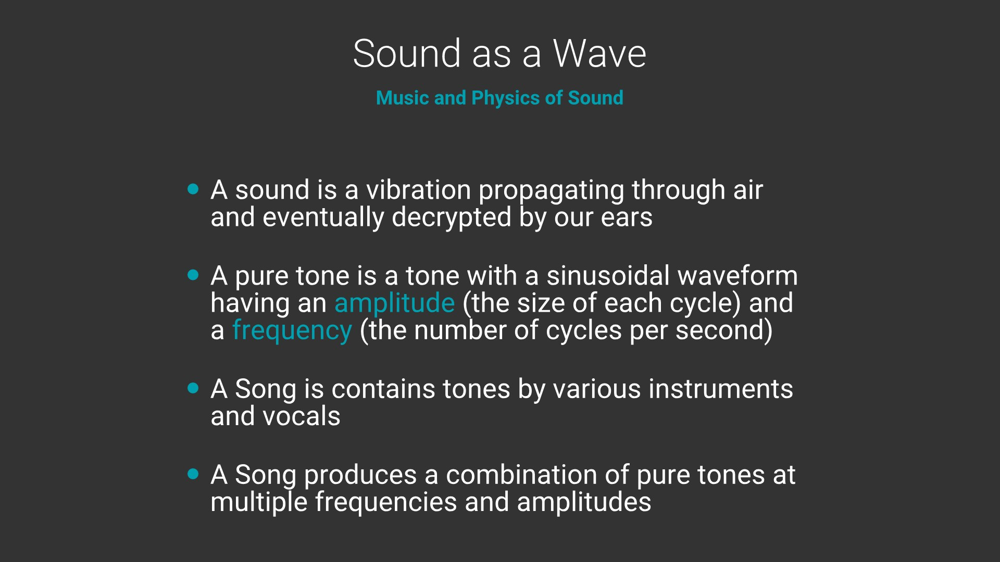 Sound as a Wave
Music and Physics of Sound
A sound is a vibration propagating through air
and eventually decrypted by our ears
A pure tone is a tone with a sinusoidal waveform
having an amplitude (the size of each cycle) and
a frequency (the number of cycles per second)
A Song is contains tones by various instruments
and vocals
A Song produces a combination of pure tones at
multiple frequencies and amplitudes